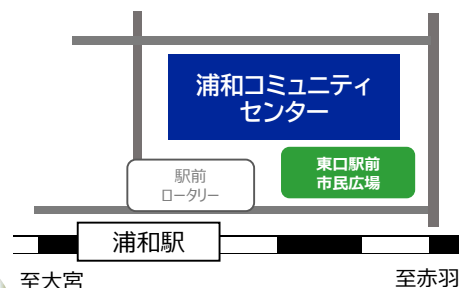 浦和コミュニティ
センター
東口駅前
市民広場
駅前
ロータリー
浦和駅
至大宮
至赤羽